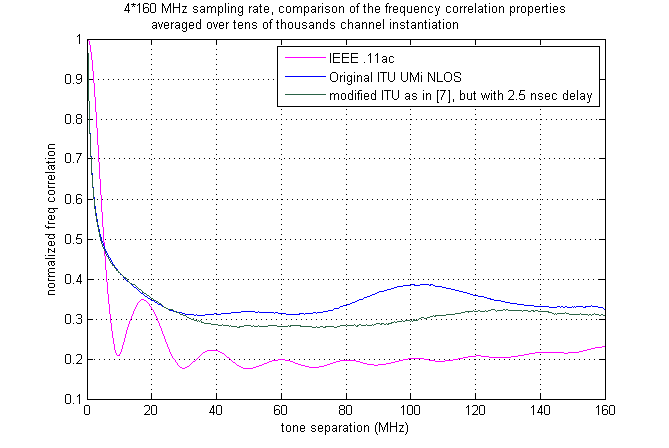 4*160 MHz sampling rate, comparison of the frequency correlation properties
averaged over tens of thousands channel instantiation
IEEE .11ac
Original ITU UMi NLOS
modified ITU as in [7], but with 2.5 nsec delay
normalized freq correlation
1
0.9
0.8
0.7
0.6
0.5
0.4
0.3
0.2
0.1
0 20 40 60 80 100 120 140 160
tone separation (MHz)